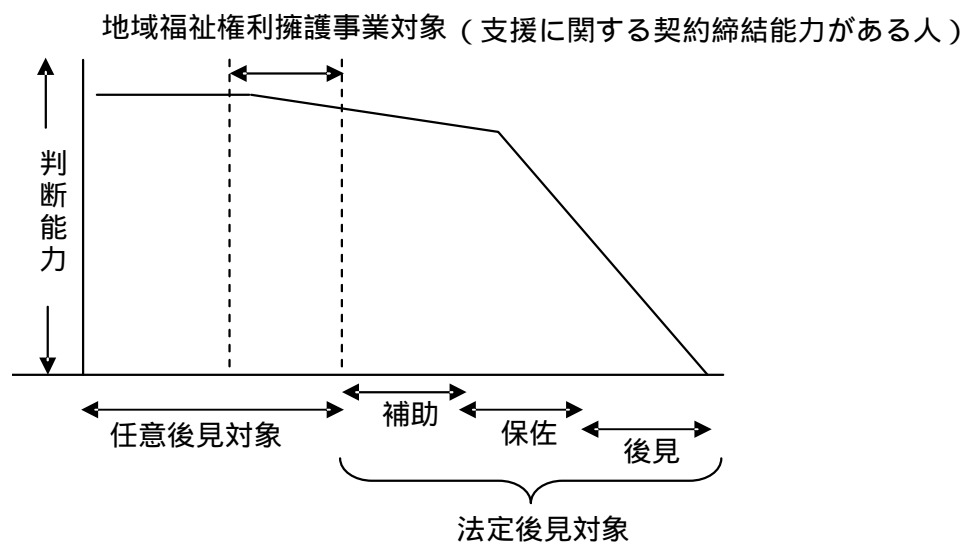 地域福祉権利擁護事業対象（支援に関する契約締結能力がある人）
判断能力
任意後見対象
補助
保佐
後見
法定後見対象